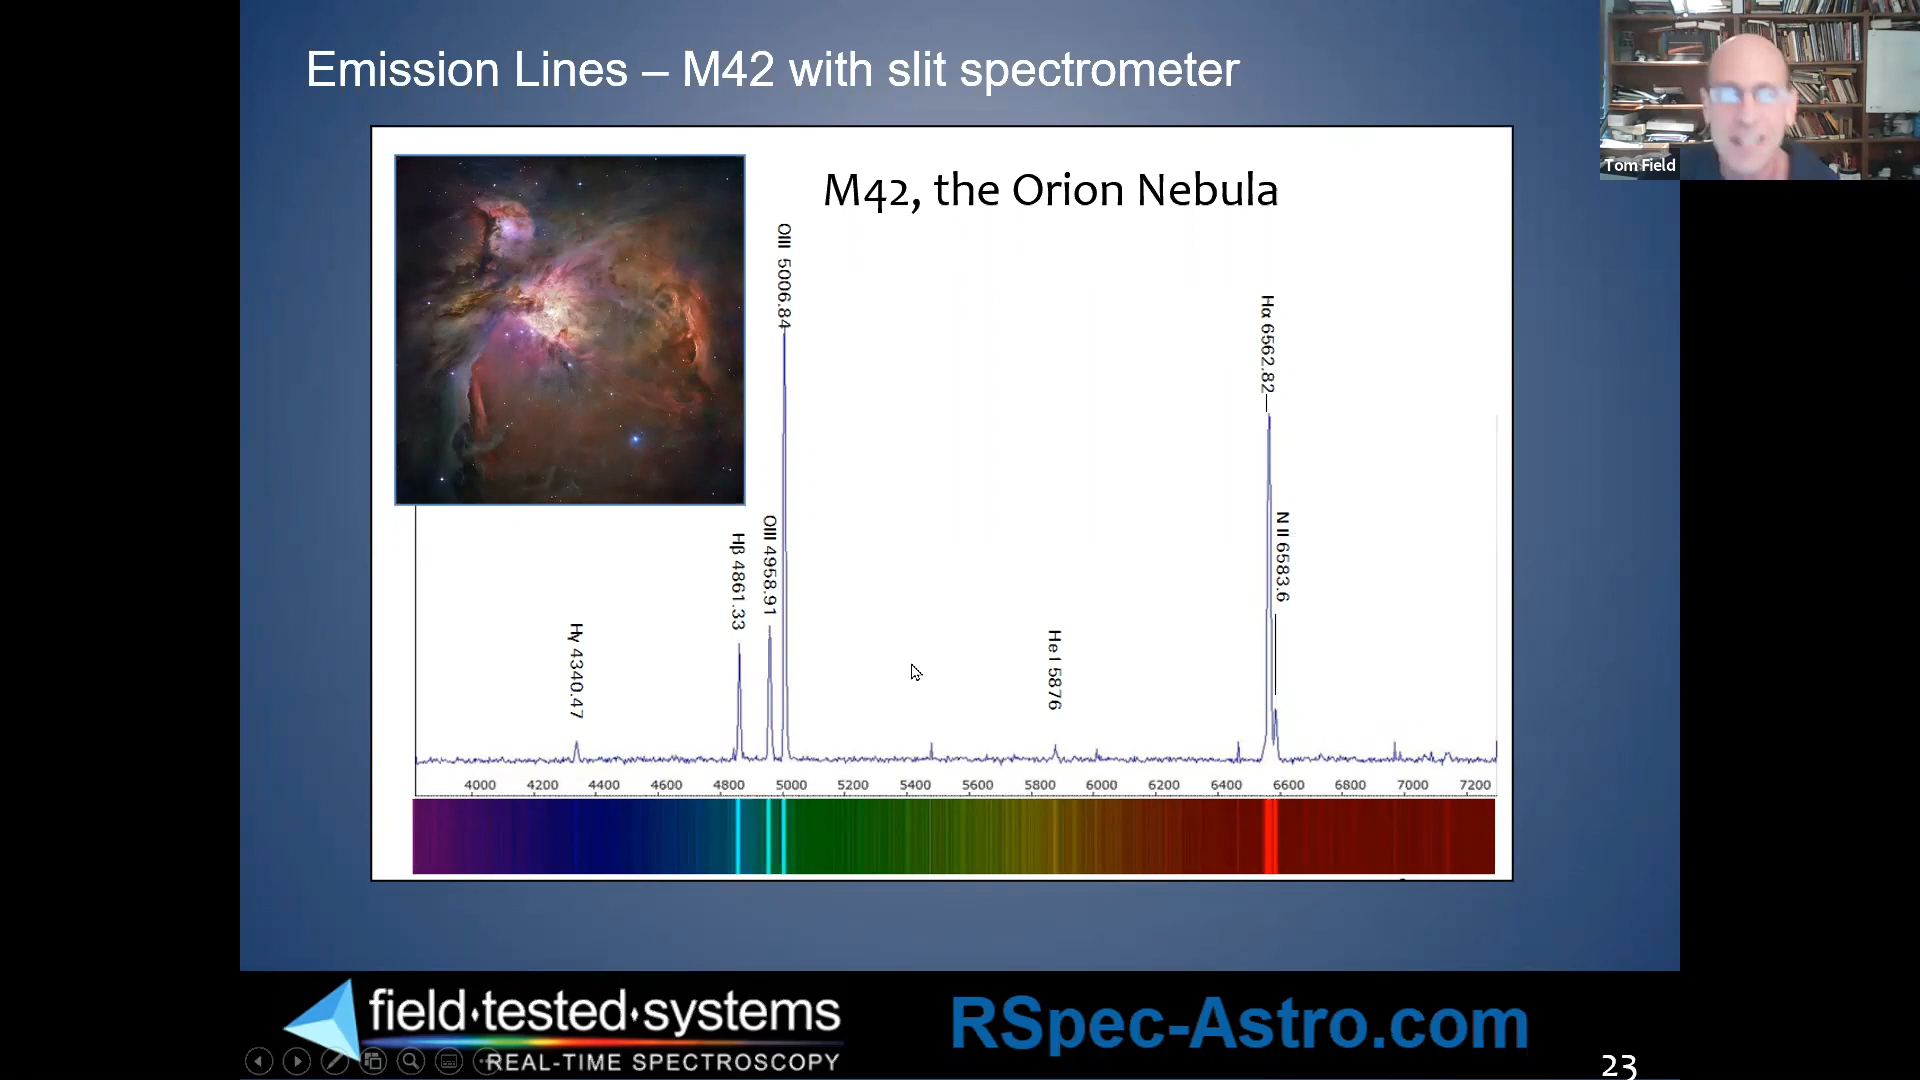 Emission Lines – M42 with slit spectrometer
Tom Field
M42, the Orion Nebula
OIII 5006.84
Hα 6562.82
N II 6583.6
OIII 4958.91
Hβ 4861.33
Hγ 4340.47
He I 5876
4000 4200 4400 4600 4800 5000 5200 5400 5600 5800 6000 6200 6400 6600 6800 7000 7200
field·tested·systems
REAL-TIME SPECTROSCOPY
RSpec-Astro.com
23